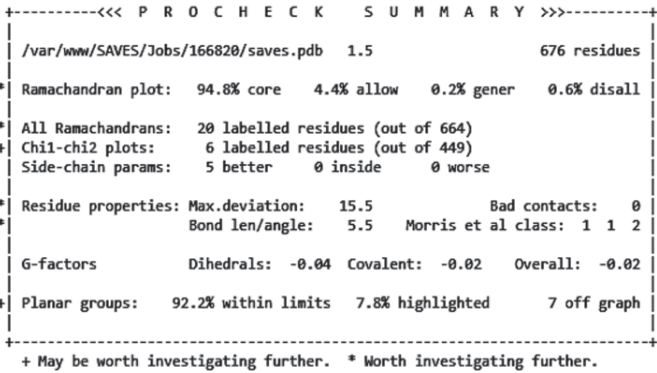 +----------<<< P R O C H E C K   S U M M A R Y >>>----------+
/var/www/SAVES/Jobs/166820/saves.pdb   1.5   676 residues
* Ramachandran plot:   94.8% core   4.4% allow   0.2% gener   0.6% disall
* All Ramachandrans:   20 labelled residues (out of 664)
+ Chi1-chi2 plots:   6 labelled residues (out of 449)
Side-chain params:   5 better   0 inside   0 worse
* Residue properties: Max.deviation:   15.5   Bad contacts:   0
* Bond len/angle:   5.5   Morris et al class:  1  1  2
G-factors   Dihedrals:  -0.04  Covalent:  -0.02   Overall:  -0.02
+ Planar groups:   92.2% within limits   7.8% highlighted   7 off graph
+ May be worth investigating further.  * Worth investigating further.